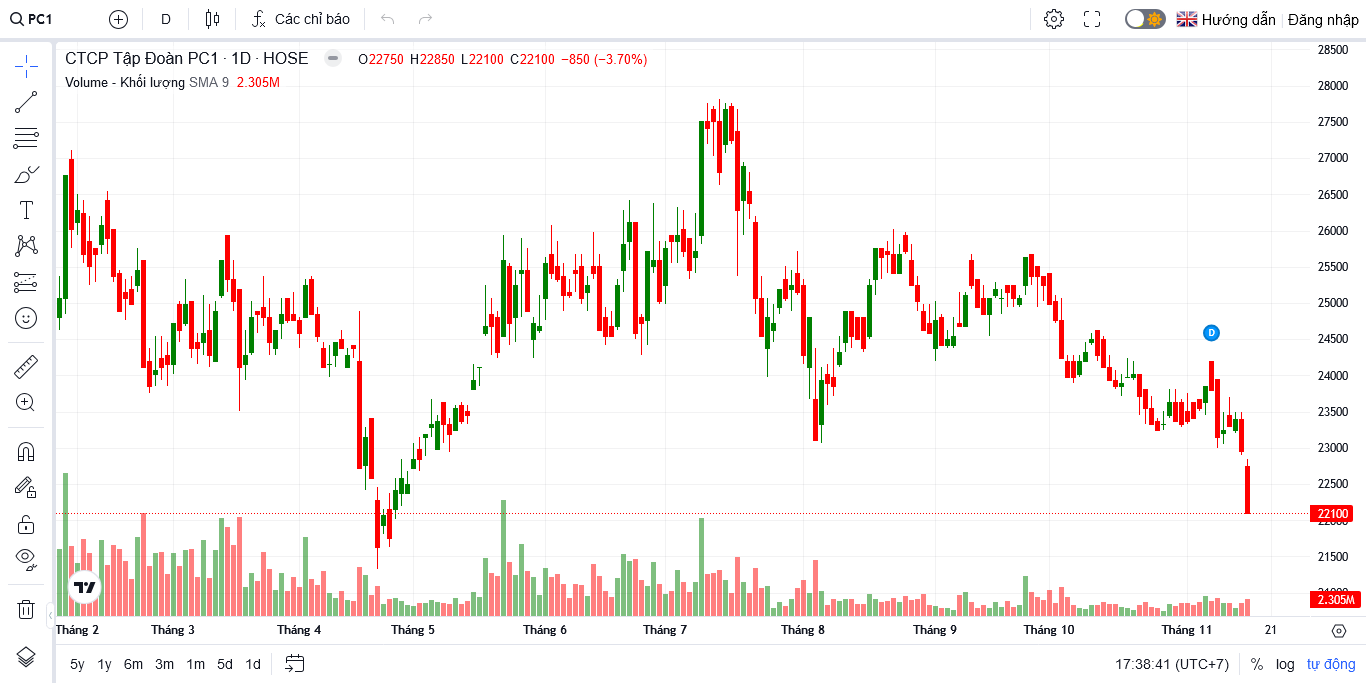 PC1 D Các chỉ báo Hướng dẫn Đăng nhập
CTCP Tập Đoàn PC1 · 1D · HOSE O22750 H22850 L22100 C22100 −850 (−3.70%)
Volume - Khối lượng SMA 9 2.305M
28500
28000
27500
27000
26500
26000
25500
25000
24500
24000
23500
23000
22500
22100
22000
21500
21000
2.305M
D
Tháng 2 Tháng 3 Tháng 4 Tháng 5 Tháng 6 Tháng 7 Tháng 8 Tháng 9 Tháng 10 Tháng 11 21
5y 1y 6m 3m 1m 5d 1d 17:38:41 (UTC+7) % log tự động